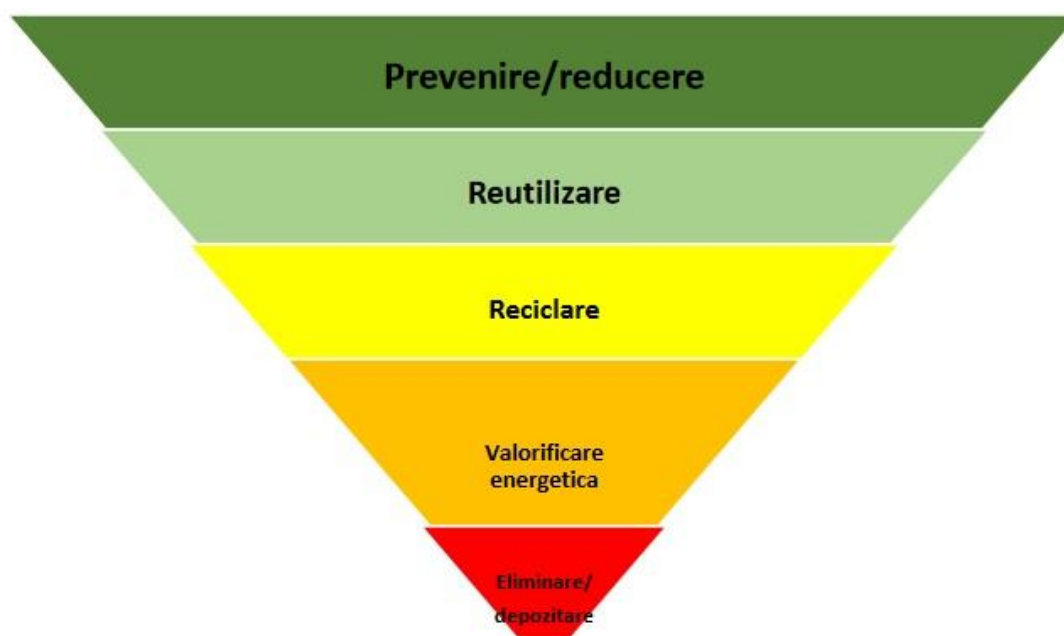 Prevenire/reducere
Reutilizare
Reciclare
Valorificare
energetica
Eliminare/
depozitare